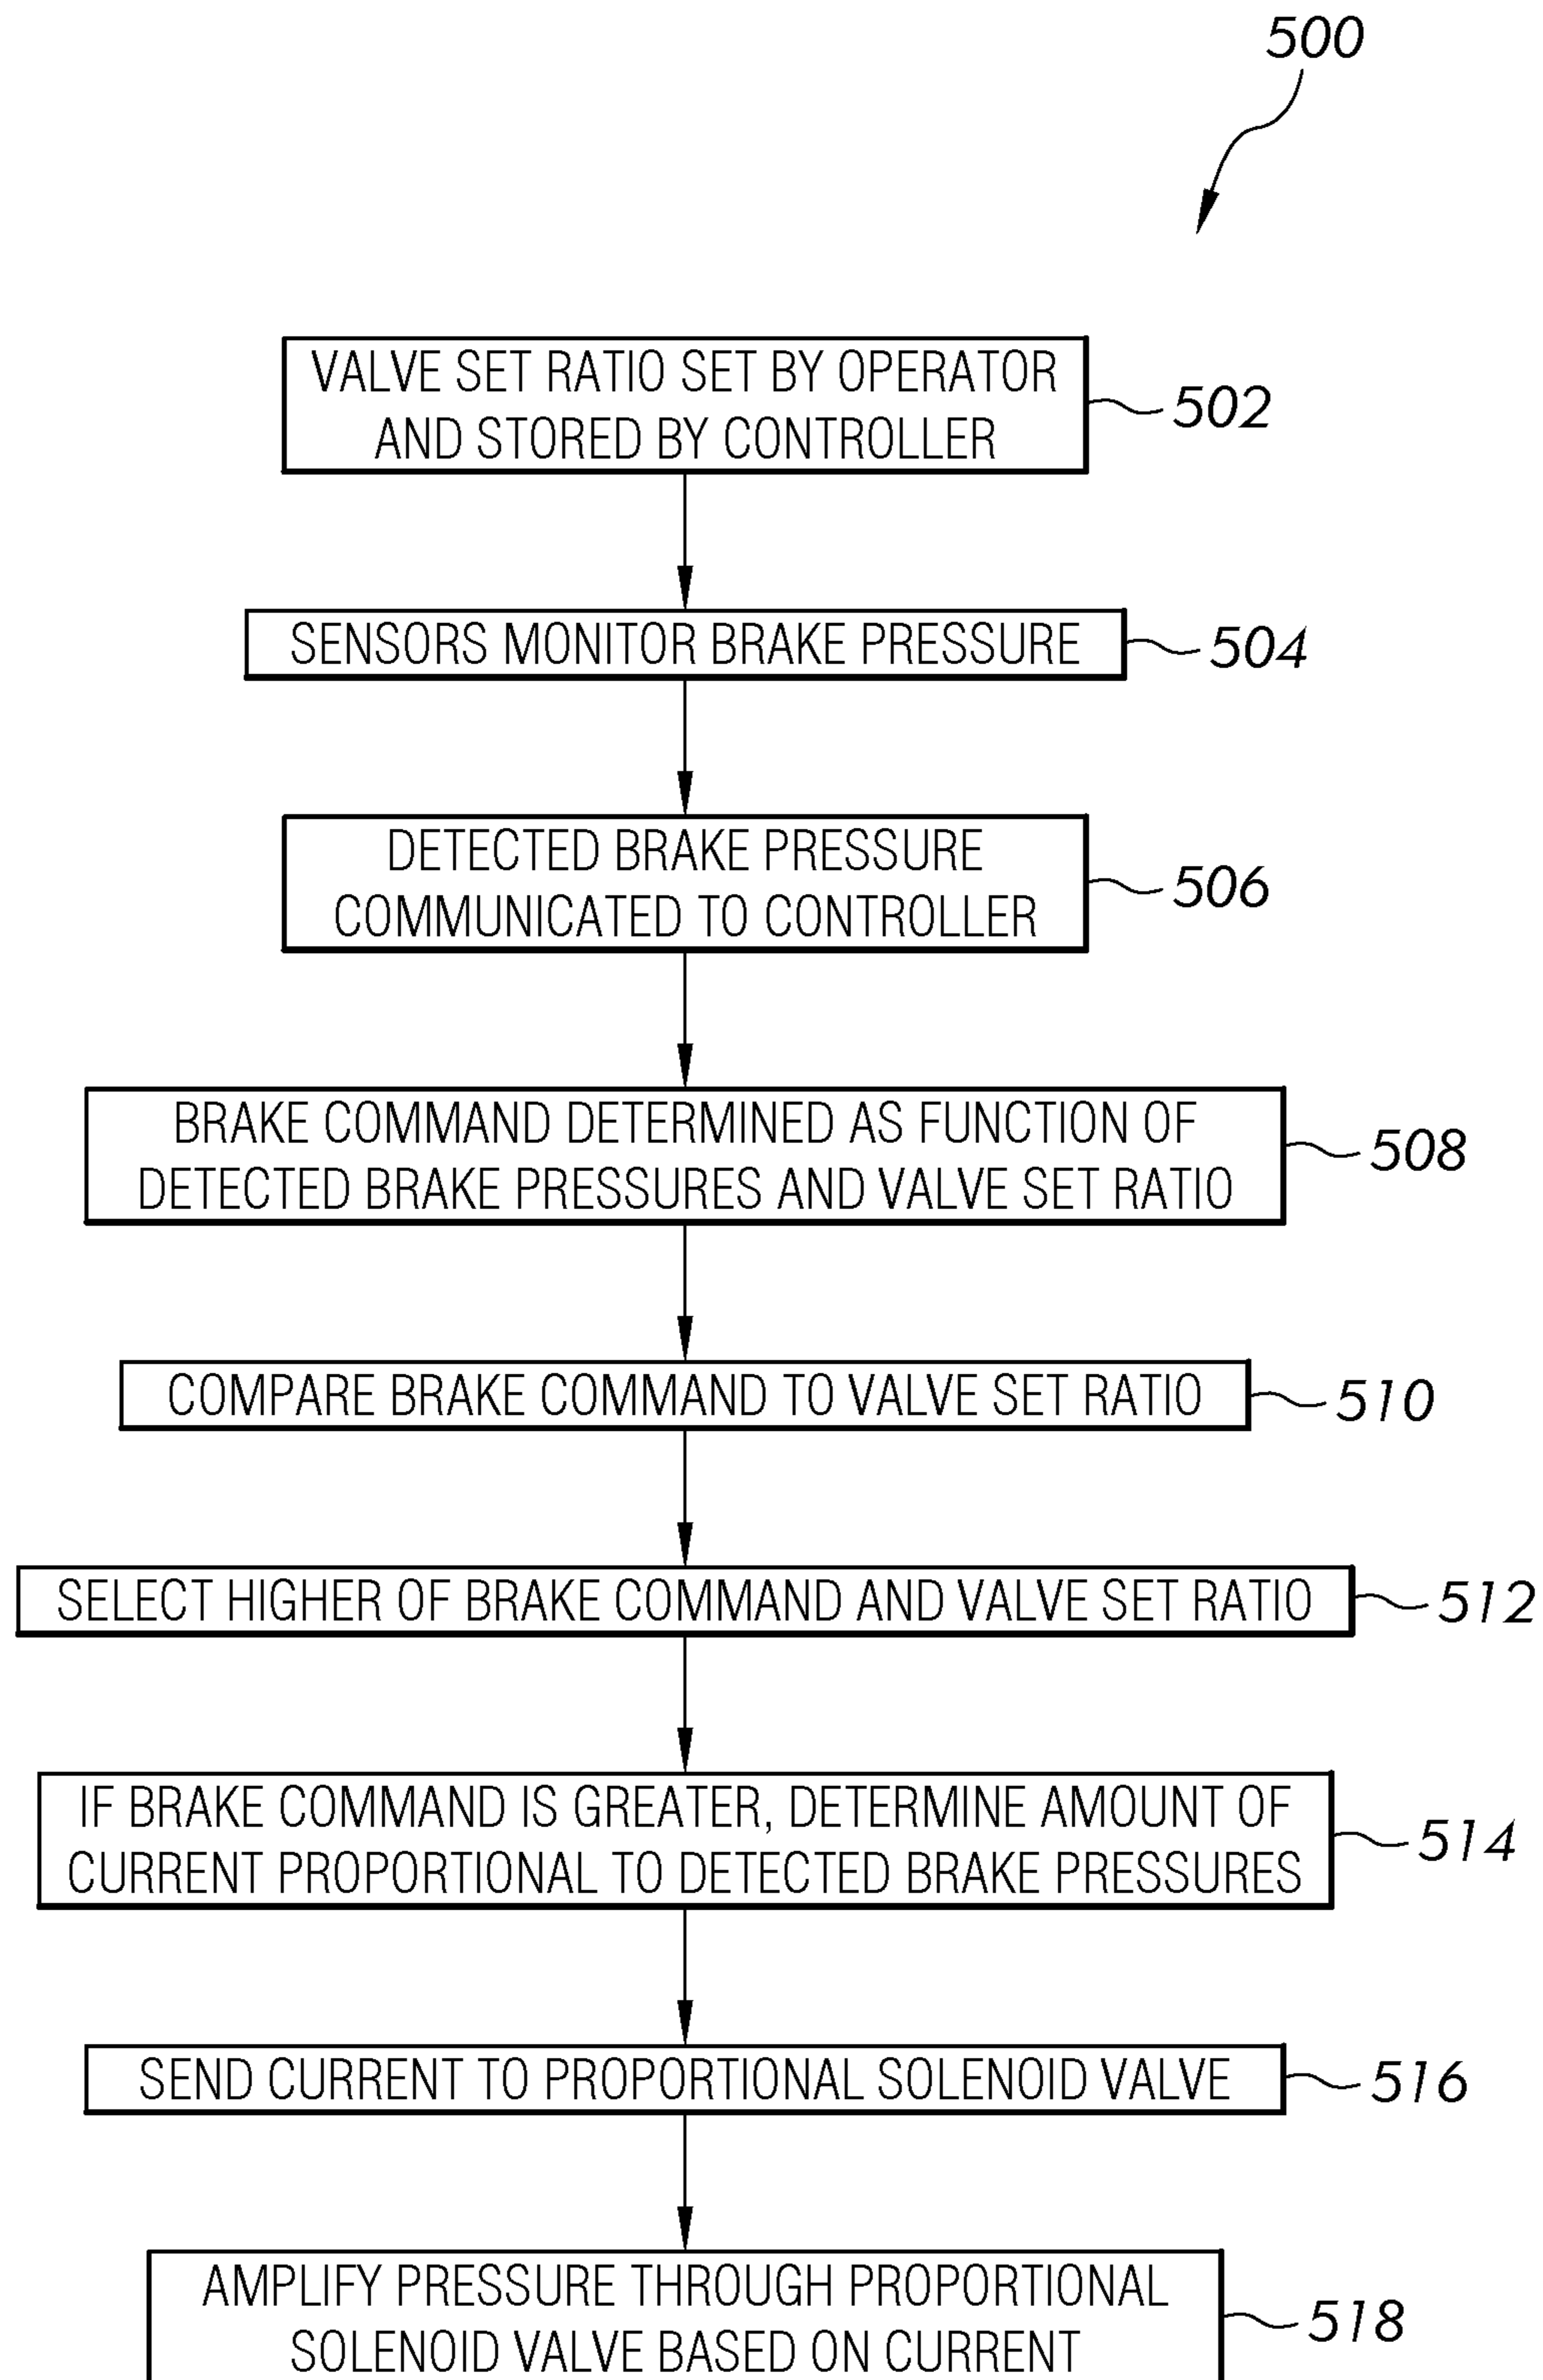 500
VALVE SET RATIO SET BY OPERATOR
AND STORED BY CONTROLLER
502
SENSORS MONITOR BRAKE PRESSURE
504
DETECTED BRAKE PRESSURE
COMMUNICATED TO CONTROLLER
506
BRAKE COMMAND DETERMINED AS FUNCTION OF
DETECTED BRAKE PRESSURES AND VALVE SET RATIO
508
COMPARE BRAKE COMMAND TO VALVE SET RATIO
510
SELECT HIGHER OF BRAKE COMMAND AND VALVE SET RATIO
512
IF BRAKE COMMAND IS GREATER, DETERMINE AMOUNT OF
CURRENT PROPORTIONAL TO DETECTED BRAKE PRESSURES
514
SEND CURRENT TO PROPORTIONAL SOLENOID VALVE
516
AMPLIFY PRESSURE THROUGH PROPORTIONAL
SOLENOID VALVE BASED ON CURRENT
518